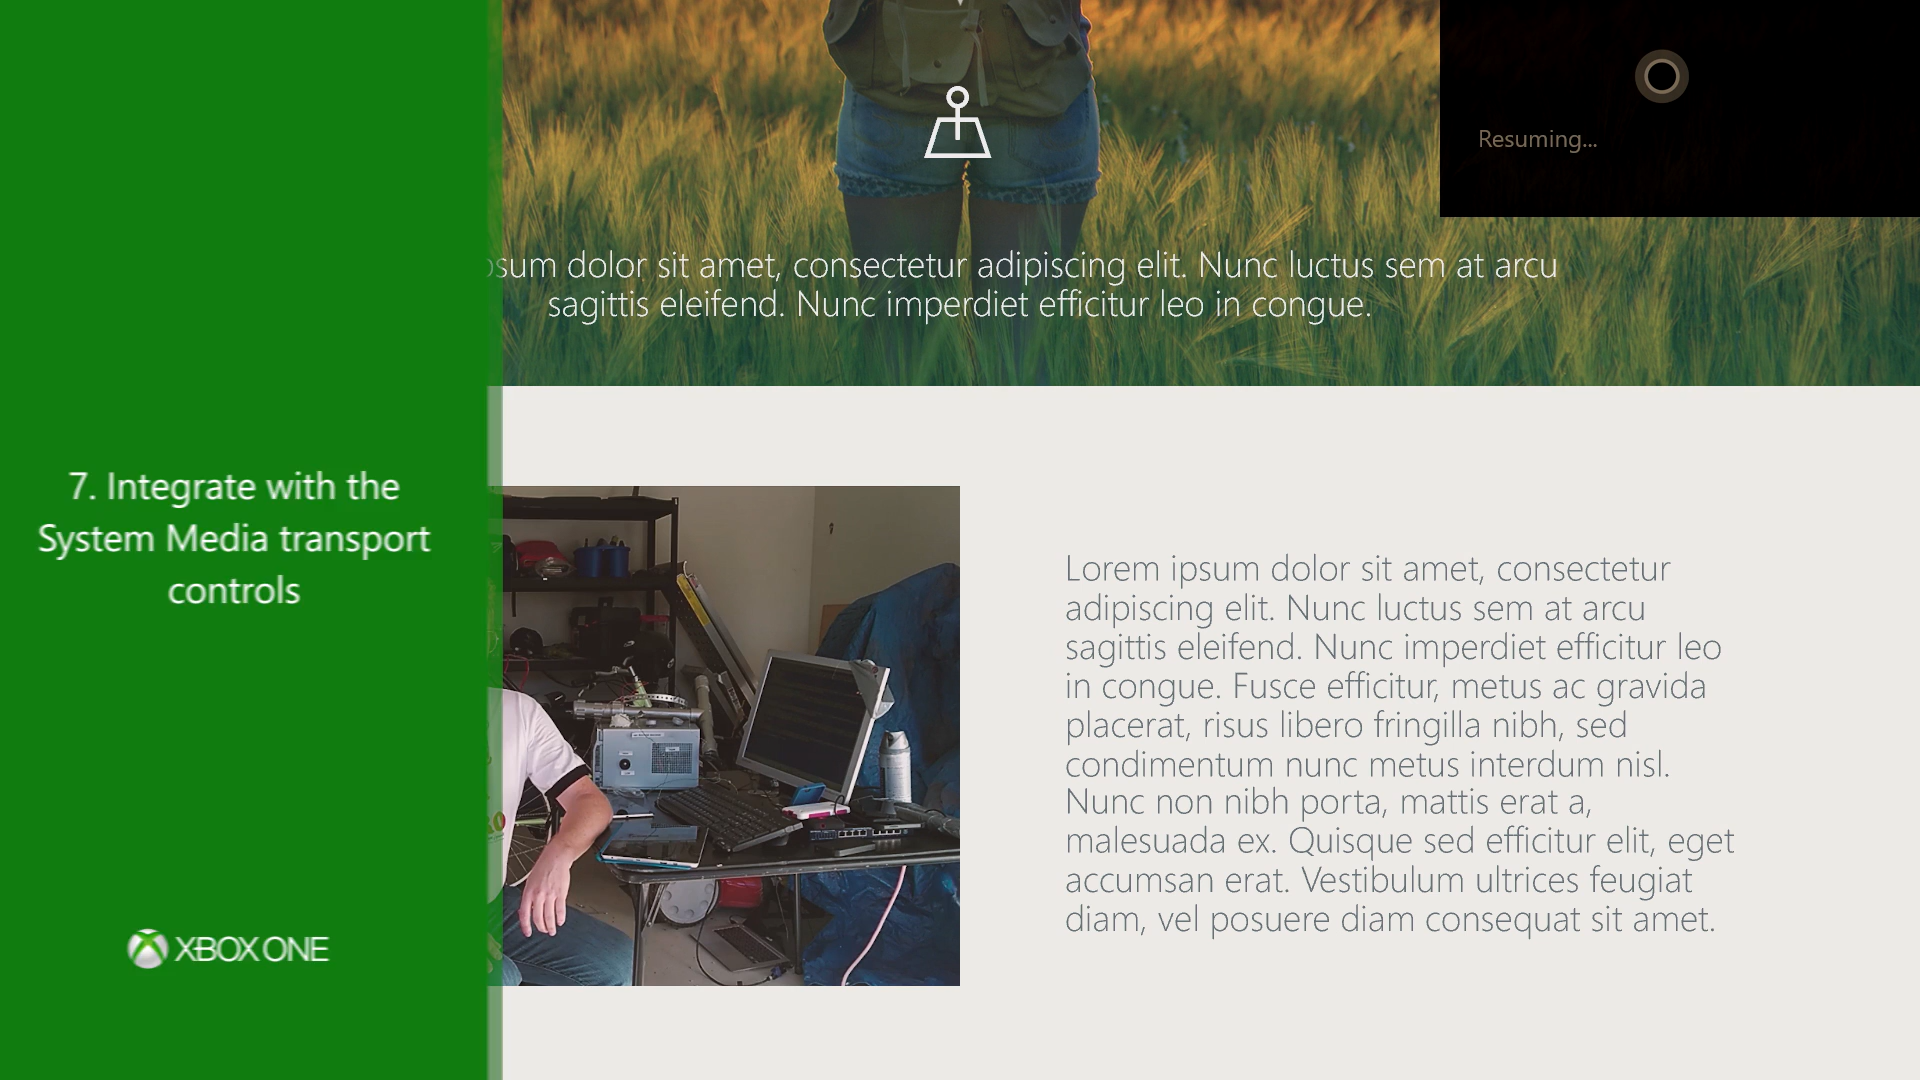 7. Integrate with the
System Media transport
controls
XBOX ONE
Resuming...
dolor sit amet, consectetur adipiscing elit. Nunc luctus sem at arcu
sagittis eleifend. Nunc imperdiet efficitur leo in congue.
Lorem ipsum dolor sit amet, consectetur
adipiscing elit. Nunc luctus sem at arcu
sagittis eleifend. Nunc imperdiet efficitur leo
in congue. Fusce efficitur, metus ac gravida
placerat, risus libero fringilla nibh, sed
condimentum nunc metus interdum nisl.
Nunc non nibh porta, mattis erat a,
malesuada ex. Quisque sed efficitur elit, eget
accumsan erat. Vestibulum ultrices feugiat
diam, vel posuere diam consequat sit amet.